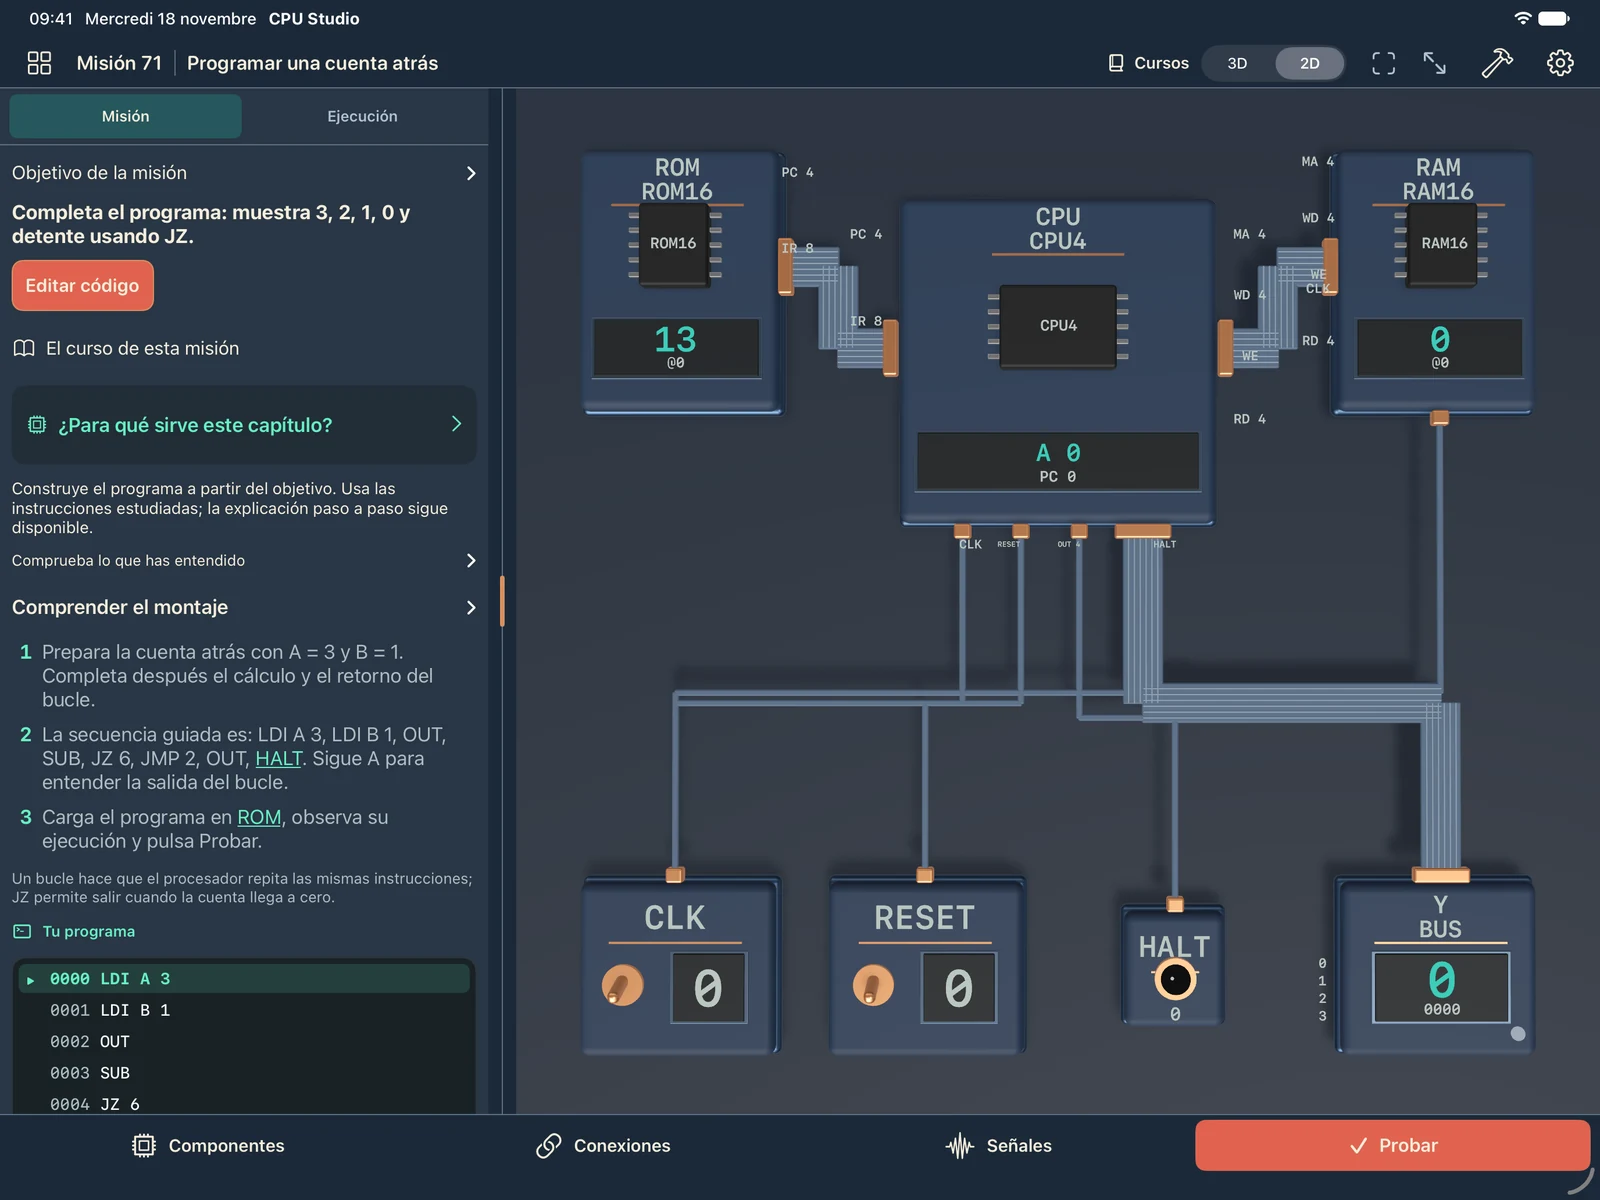 09:41 Mercredi 18 novembre CPU Studio
Misión 71 Programar una cuenta atrás
Cursos 3D 2D
Misión Ejecución
Objetivo de la misión
Completa el programa: muestra 3, 2, 1, 0 y
detente usando JZ.
Editar código
El curso de esta misión
¿Para qué sirve este capítulo?
Construye el programa a partir del objetivo. Usa las
instrucciones estudiadas; la explicación paso a paso sigue
disponible.
Comprueba lo que has entendido
Comprender el montaje
1 Prepara la cuenta atrás con A = 3 y B = 1.
Completa después el cálculo y el retorno del
bucle.
2 La secuencia guiada es: LDI A 3, LDI B 1, OUT,
SUB, JZ 6, JMP 2, OUT, HALT. Sigue A para
entender la salida del bucle.
3 Carga el programa en ROM, observa su
ejecución y pulsa Probar.
Un bucle hace que el procesador repita las mismas instrucciones;
JZ permite salir cuando la cuenta llega a cero.
Tu programa
0000 LDI A 3
0001 LDI B 1
0002 OUT
0003 SUB
0004 JZ 6
ROM
ROM16
ROM16
13
@0
PC 4
IR 8
PC 4
IR 8
CPU
CPU4
CPU4
A 0
PC 0
CLK RESET OUT 4 HALT
MA 4
WD 4
WE
RD 4
MA 4
WD 4
WE
CLK
RD 4
RAM
RAM16
RAM16
0
@0
CLK
0
RESET
0
HALT
0
Y
BUS
0
0000
0
1
2
3
Componentes Conexiones Señales Probar